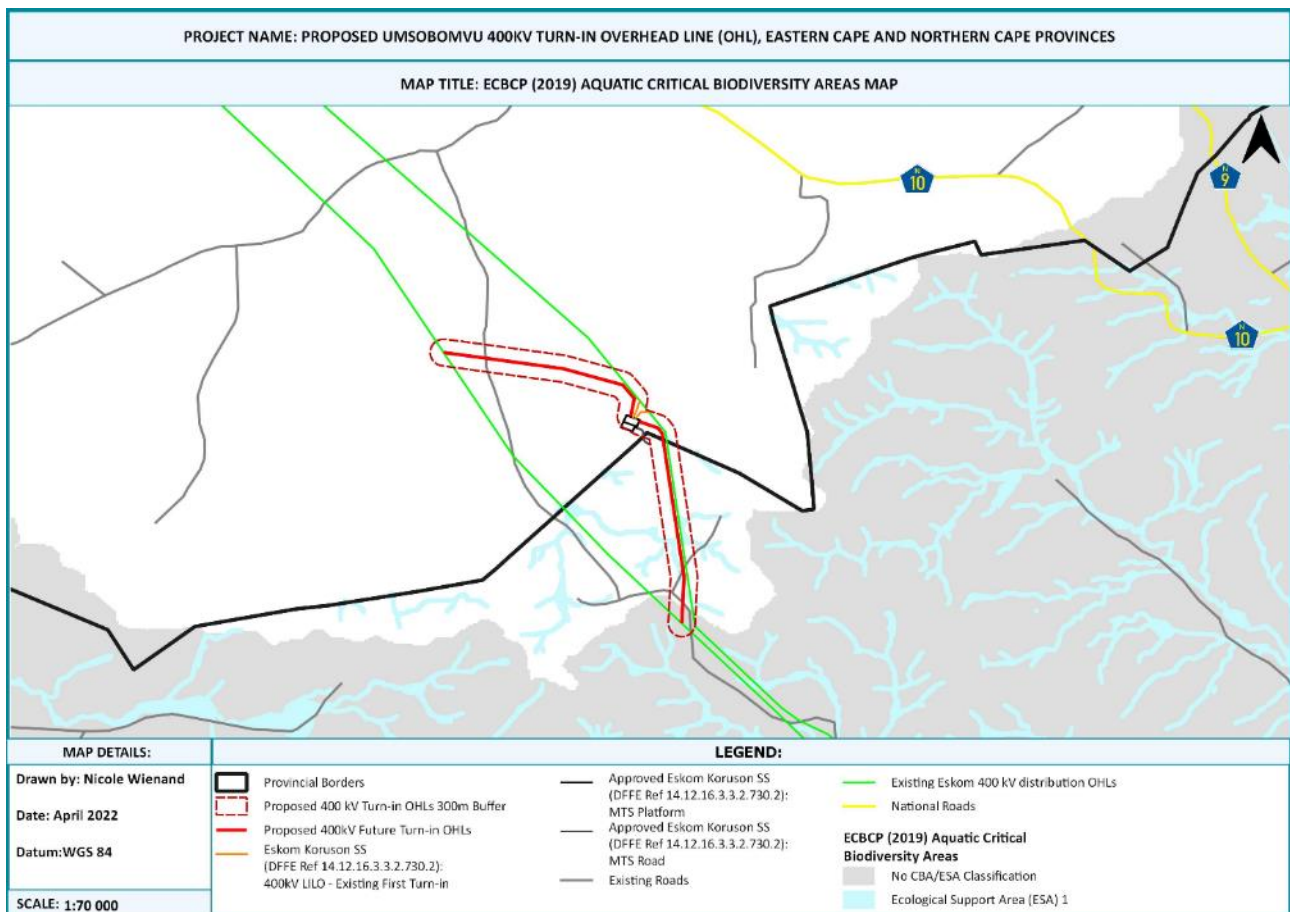 PROJECT NAME: PROPOSED UMSOBOMVU 400KV TURN-IN OVERHEAD LINE (OHL), EASTERN CAPE AND NORTHERN CAPE PROVINCES
MAP TITLE: ECBCP (2019) AQUATIC CRITICAL BIODIVERSITY AREAS MAP
N
10
N
9
N
10
MAP DETAILS:
Drawn by: Nicole Wienand
Date: April 2022
Datum:WGS 84
SCALE: 1:70 000
LEGEND:
Provincial Borders
Proposed 400 kV Turn-in OHLs 300m Buffer
Proposed 400kV Future Turn-in OHLs
Eskom Koruson SS
(DFFE Ref 14.12.16.3.3.2.730.2):
400kV LILO - Existing First Turn-in
Approved Eskom Koruson SS
(DFFE Ref 14.12.16.3.3.2.730.2):
MTS Platform
Approved Eskom Koruson SS
(DFFE Ref 14.12.16.3.3.2.730.2):
MTS Road
Existing Roads
Existing Eskom 400 kV distribution OHLs
National Roads
ECBCP (2019) Aquatic Critical
Biodiversity Areas
No CBA/ESA Classification
Ecological Support Area (ESA) 1